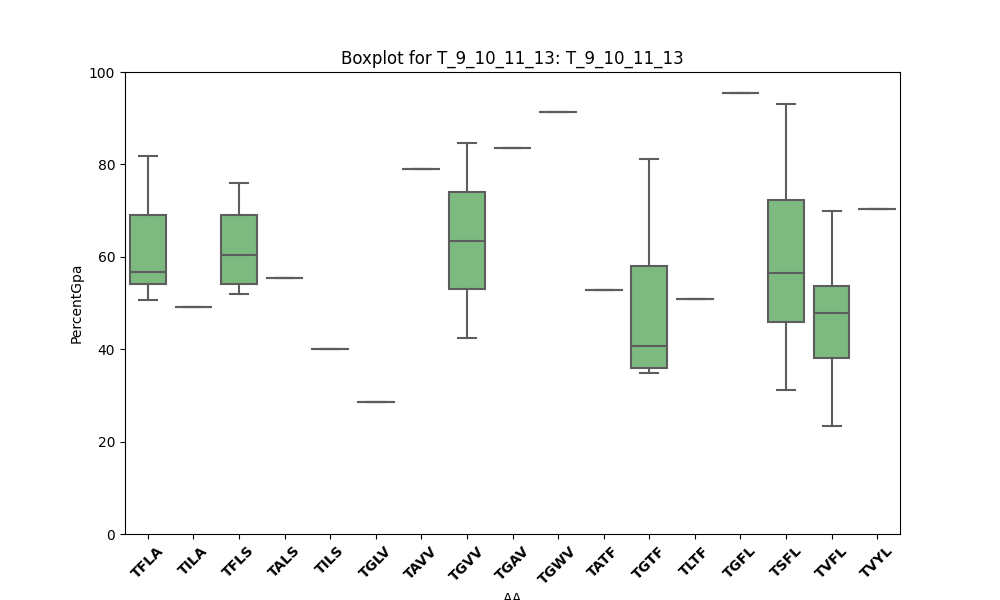 Boxplot for T_9_10_11_13: T_9_10_11_13
100
80
60
40
20
0
PercentGpa
TFLA
TILA
TFLS
TALS
TILS
TGLV
TAVV
TGVV
TGAV
TGWV
TATF
TGTF
TLTF
TGFL
TSFL
TVFL
TVYL
AA